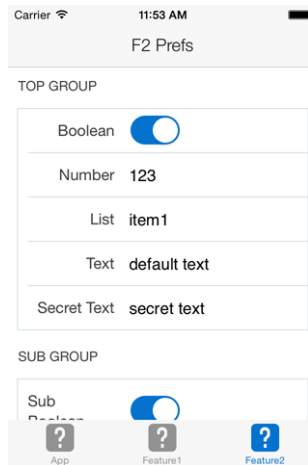 Carrier 11:53 AM
F2 Prefs
TOP GROUP
Boolean
Number 123
List item1
Text default text
Secret Text secret text
SUB GROUP
Sub
Boolean
? ? ?
App Feature1 Feature2